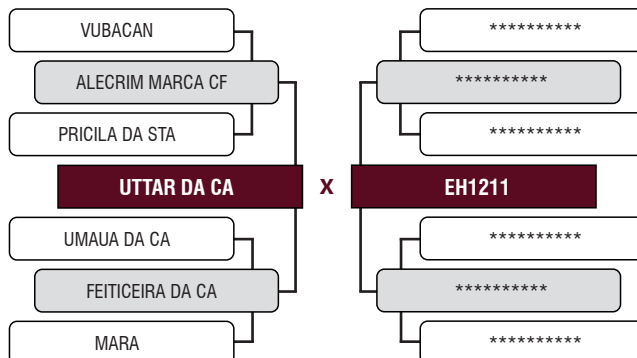 VUBACAN
**********
ALECRIM MARCA CF
**********
PRICILA DA STA
**********
UTTAR DA CA X EH1211
UMAUA DA CA
**********
FEITICEIRA DA CA
**********
MARA
**********